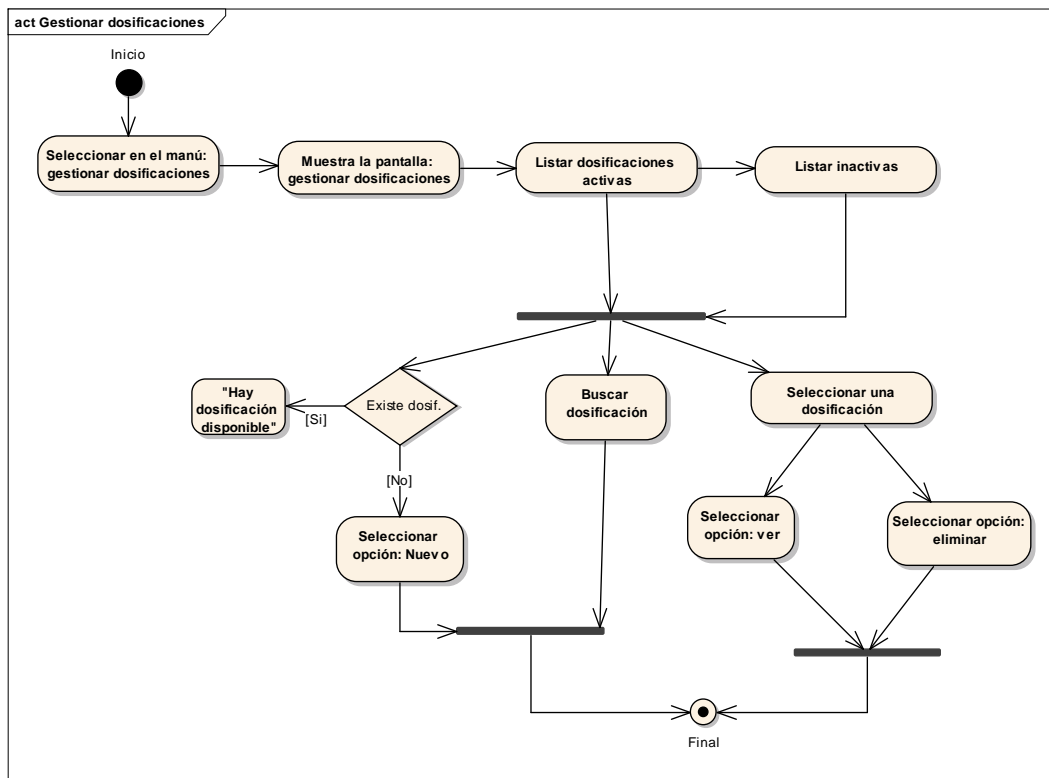 act Gestionar dosificaciones
Inicio
Seleccionar en el manú:
gestionar dosificaciones
Muestra la pantalla:
gestionar dosificaciones
Listar dosificaciones
activas
Listar inactivas
"Hay
dosificación
disponible"
[Si]
Existe dosif.
[No]
Seleccionar
opción: Nuevo
Buscar
dosificación
Seleccionar una
dosificación
Seleccionar
opción: ver
Seleccionar opción:
eliminar
Final